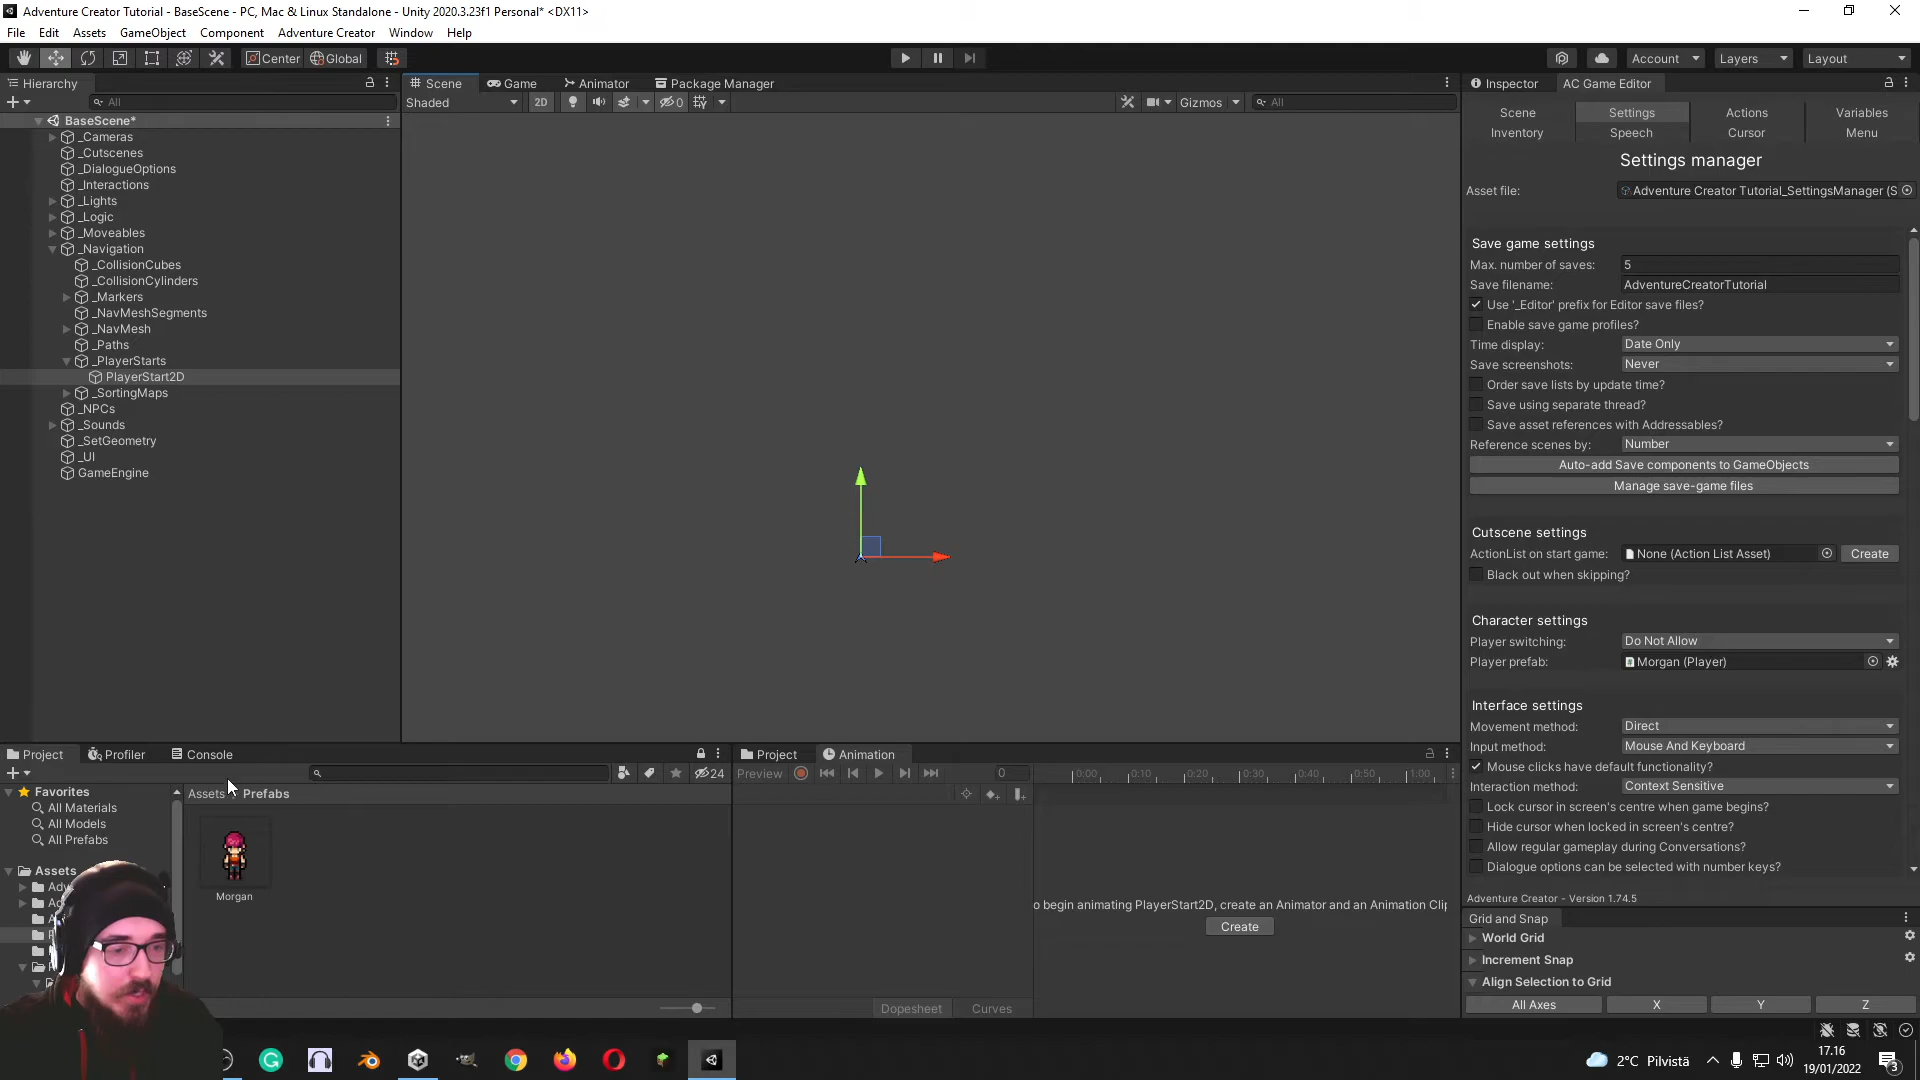 Adventure Creator Tutorial - BaseScene - PC, Mac & Linux Standalone - Unity 2020.3.23f1 Personal* <DX11>
File Edit Assets GameObject Component Adventure Creator Window Help
Center Global Account Layers Layout
Hierarchy
All
BaseScene*
_Cameras
_Cutscenes
_DialogueOptions
_Interactions
_Lights
_Logic
_Moveables
_Navigation
_CollisionCubes
_CollisionCylinders
_Markers
_NavMeshSegments
_NavMesh
_Paths
_PlayerStarts
PlayerStart2D
_SortingMaps
_NPCs
_Sounds
_SetGeometry
_UI
GameEngine
Scene Game Animator Package Manager
Shaded 2D 0 Gizmos All
Inspector AC Game Editor
Scene Settings Actions Variables
Inventory Speech Cursor Menu
Settings manager
Asset file: Adventure Creator Tutorial_SettingsManager (S
Save game settings
Max. number of saves: 5
Save filename: AdventureCreatorTutorial
Use '_Editor' prefix for Editor save files?
Enable save game profiles?
Time display: Date Only
Save screenshots: Never
Order save lists by update time?
Save using separate thread?
Save asset references with Addressables?
Reference scenes by: Number
Auto-add Save components to GameObjects
Manage save-game files
Cutscene settings
ActionList on start game: None (Action List Asset) Create
Black out when skipping?
Character settings
Player switching: Do Not Allow
Player prefab: Morgan (Player)
Interface settings
Movement method: Direct
Input method: Mouse And Keyboard
Mouse clicks have default functionality?
Interaction method: Context Sensitive
Lock cursor in screen's centre when game begins?
Hide cursor when locked in screen's centre?
Allow regular gameplay during Conversations?
Dialogue options can be selected with number keys?
Adventure Creator - Version 1.74.5
Grid and Snap
World Grid
Increment Snap
Align Selection to Grid
All Axes X Y Z
Project Profiler Console
24
Favorites
All Materials
All Models
All Prefabs
Assets
Assets Prefabs
Morgan
Project Animation
Preview 0 0:00 0:10 0:20 0:30 0:40 0:50 1:00
o begin animating PlayerStart2D, create an Animator and an Animation Clip
Create
Dopesheet Curves
2°C Pilvistä
17.16
19/01/2022
3